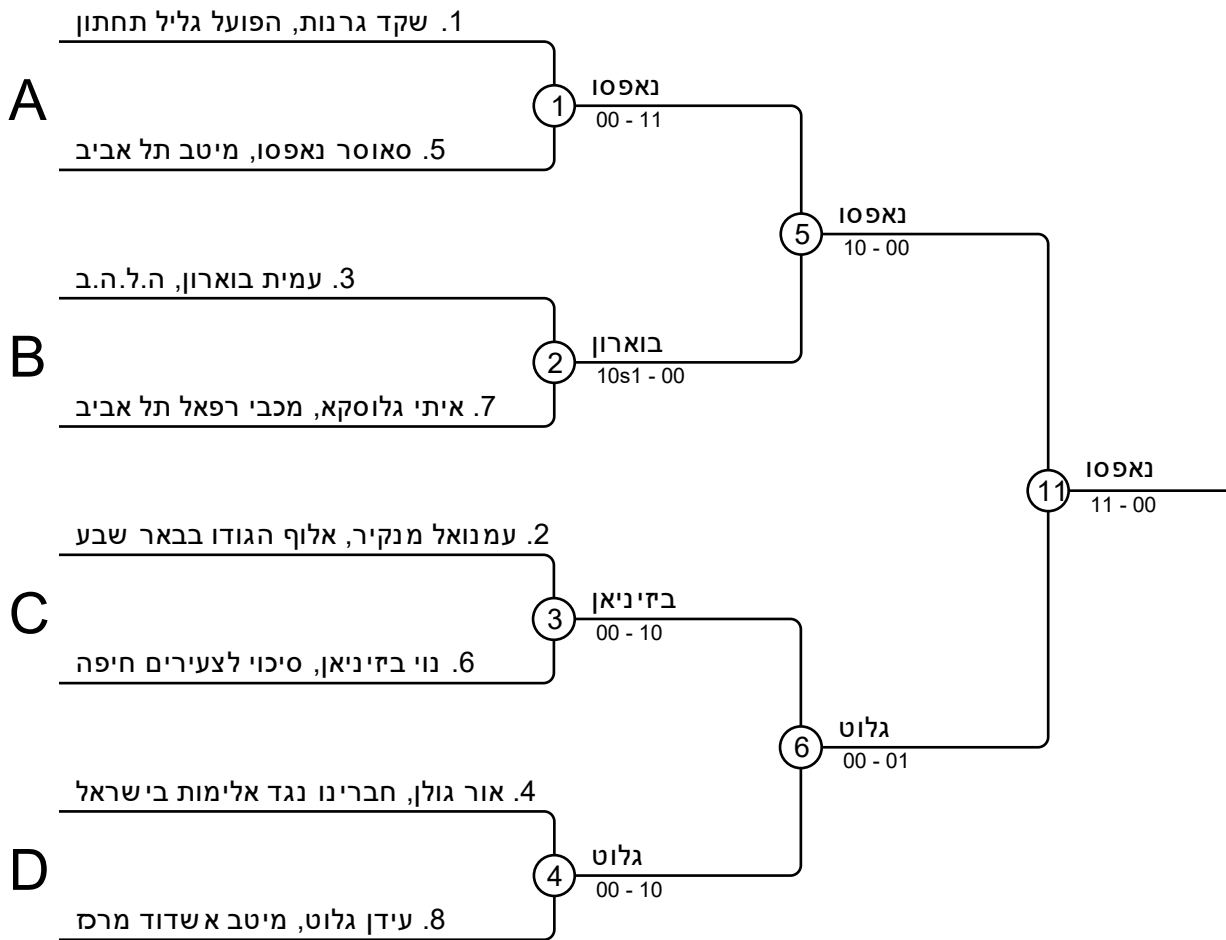 1. שקד גרנות, הפועל גליל תחתון
A
1
נאפסו
00 - 11
5. סאוסר נאפסו, מיטב תל אביב
5
נאפסו
10 - 00
3. עמית בוארון, ה.ל.ה.ב
B
2
בוארון
10s1 - 00
7. איתי גלוסקא, מכבי רפאל תל אביב
11
נאפסו
11 - 00
2. עמנואל מנקיר, אלוף הגודו בבאר שבע
C
3
ביזיניאן
00 - 10
6. נוי ביזיניאן, סיכוי לצעירים חיפה
6
גלוט
00 - 01
4. אור גולן, חברינו נגד אלימות בישראל
D
4
גלוט
00 - 10
8. עידן גלוט, מיטב אשדוד מרכז